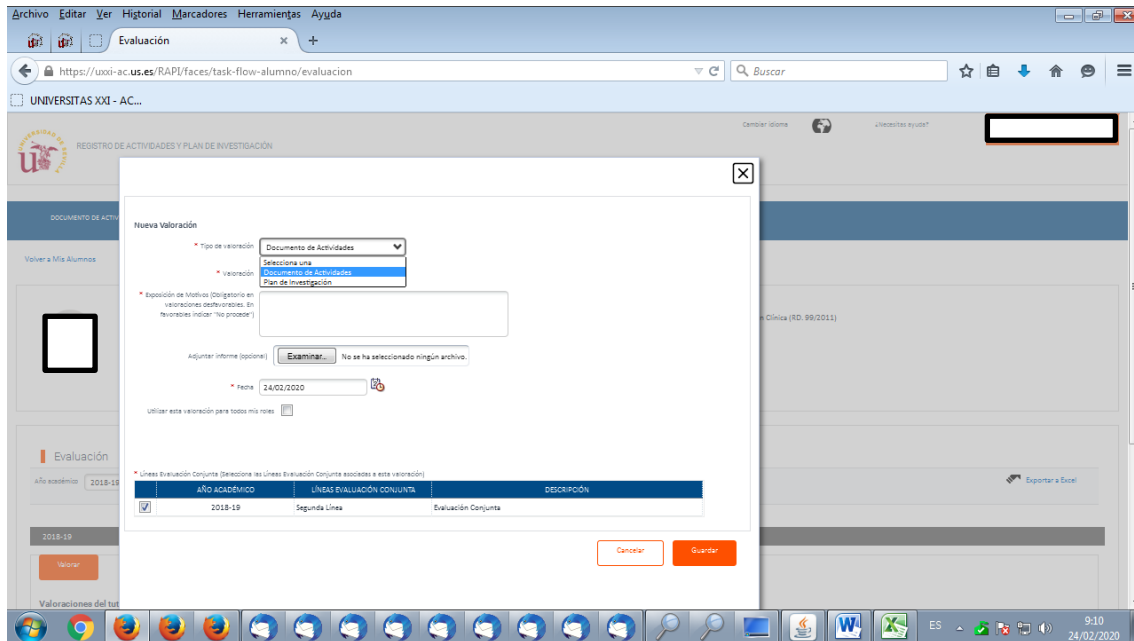 Archivo Editar Ver Historial Marcadores Herramientas Ayuda
Evaluación
https://uxxi-ac.us.es/RAPI/faces/task-flow-alumno/evaluacion
Buscar
UNIVERSITAS XXI - AC...
Cambiar idioma
¿Necesitas ayuda?
REGISTRO DE ACTIVIDADES Y PLAN DE INVESTIGACIÓN
DOCUMENTO DE ACTIV
Volver a Mis Alumnos
Nueva Valoración
* Tipo de valoración Documento de Actividades
Selecciona una
* Valoración Documento de Actividades
Plan de Investigación
* Exposición de Motivos (Obligatorio en
valoraciones desfavorables. En
favorables indicar "No procede")
n Clínica (RD. 99/2011)
Adjuntar informe (opcional) Examinar... No se ha seleccionado ningún archivo.
* Fecha 24/02/2020
Utilizar esta valoración para todos mis roles
Evaluación
Año académico 2018-19
Exportar a Excel
* Líneas Evaluación Conjunta (Seleccione las Líneas Evaluación Conjunta asociadas a esta valoración)
AÑO ACADÉMICO LÍNEAS EVALUACIÓN CONJUNTA DESCRIPCIÓN
2018-19 Segunda Línea Evaluación Conjunta
2018-19
Cancelar Guardar
Valorar
Valoraciones del tut
ES 9:10
24/02/2020